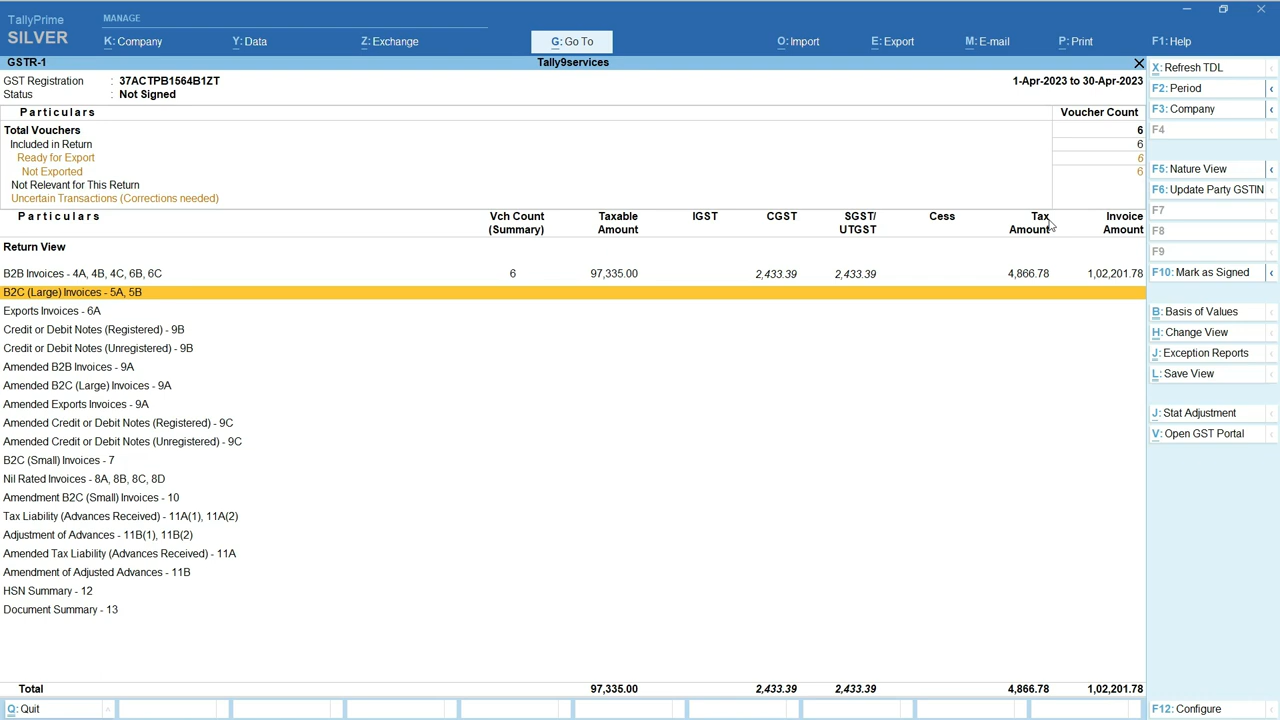 TallyPrime
MANAGE
SILVER
K: Company
Y: Data
Z: Exchange
G: Go To
O: Import
E: Export
M: E-mail
P: Print
F1: Help
GSTR-1
Tally9services
GST Registration : 37ACTPB1564B1ZT
1-Apr-2023 to 30-Apr-2023
Status : Not Signed
Particulars Voucher Count
Total Vouchers 6
Included in Return 6
Ready for Export 6
Not Exported 6
Not Relevant for This Return
Uncertain Transactions (Corrections needed)
Particulars Vch Count Taxable IGST CGST SGST/ Cess Tax Invoice
(Summary) Amount UTGST Amount Amount
Return View
B2B Invoices - 4A, 4B, 4C, 6B, 6C 6 97,335.00 2,433.39 2,433.39 4,866.78 1,02,201.78
B2C (Large) Invoices - 5A, 5B
Exports Invoices - 6A
Credit or Debit Notes (Registered) - 9B
Credit or Debit Notes (Unregistered) - 9B
Amended B2B Invoices - 9A
Amended B2C (Large) Invoices - 9A
Amended Exports Invoices - 9A
Amended Credit or Debit Notes (Registered) - 9C
Amended Credit or Debit Notes (Unregistered) - 9C
B2C (Small) Invoices - 7
Nil Rated Invoices - 8A, 8B, 8C, 8D
Amendment B2C (Small) Invoices - 10
Tax Liability (Advances Received) - 11A(1), 11A(2)
Adjustment of Advances - 11B(1), 11B(2)
Amended Tax Liability (Advances Received) - 11A
Amendment of Adjusted Advances - 11B
HSN Summary - 12
Document Summary - 13
Total 97,335.00 2,433.39 2,433.39 4,866.78 1,02,201.78
Q: Quit
X: Refresh TDL
F2: Period
F3: Company
F4
F5: Nature View
F6: Update Party GSTIN
F7
F8
F9
F10: Mark as Signed
B: Basis of Values
H: Change View
J: Exception Reports
L: Save View
J: Stat Adjustment
V: Open GST Portal
F12: Configure